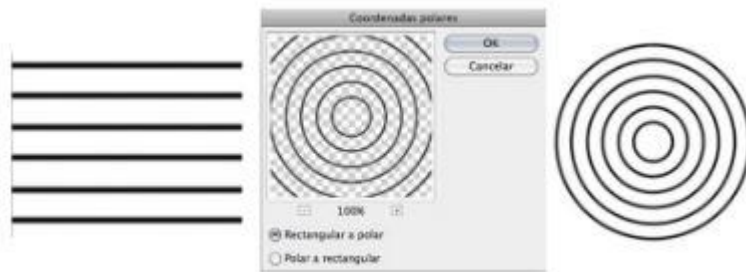 Coordenadas polares
OK
Cancelar
100%
Rectangular a polar
Polar a rectangular